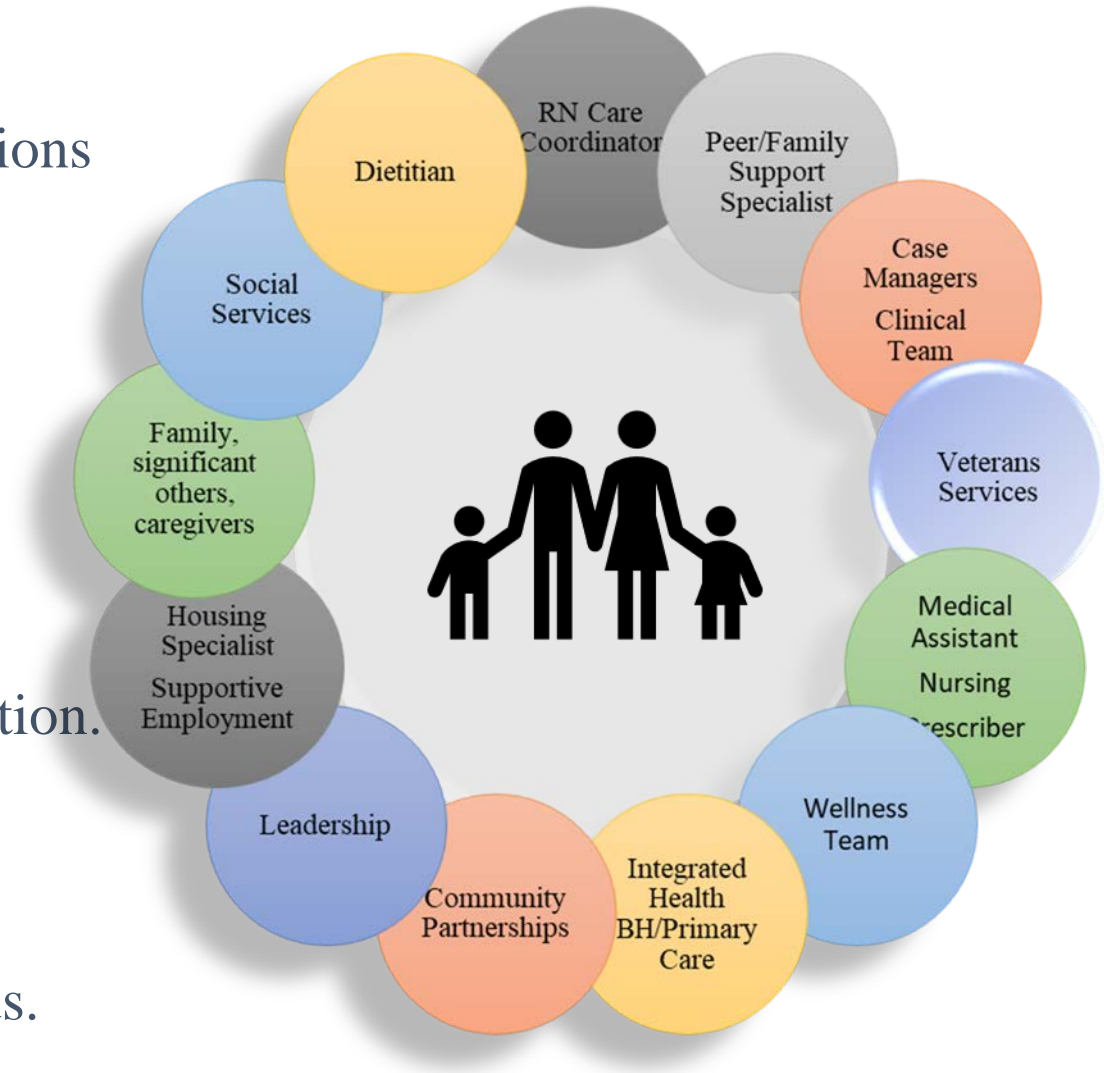 ions
tion.
s.
RN Care
Coordinator
Peer/Family
Support
Specialist
Case
Managers
Clinical
Team
Veterans
Services
Medical
Assistant
Nursing
Prescriber
Wellness
Team
Integrated
Health
BH/Primary
Care
Community
Partnerships
Leadership
Housing
Specialist
Supportive
Employment
Family,
significant
others,
caregivers
Social
Services
Dietitian